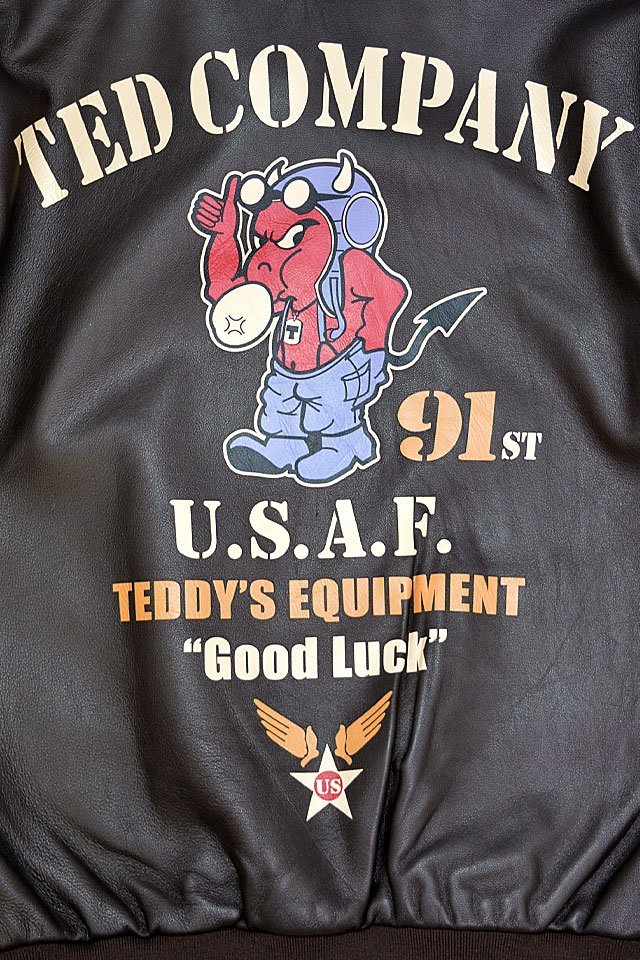 TED COMPANY
T
91ST
U.S.A.F.
TEDDY'S EQUIPMENT
“Good Luck”
US